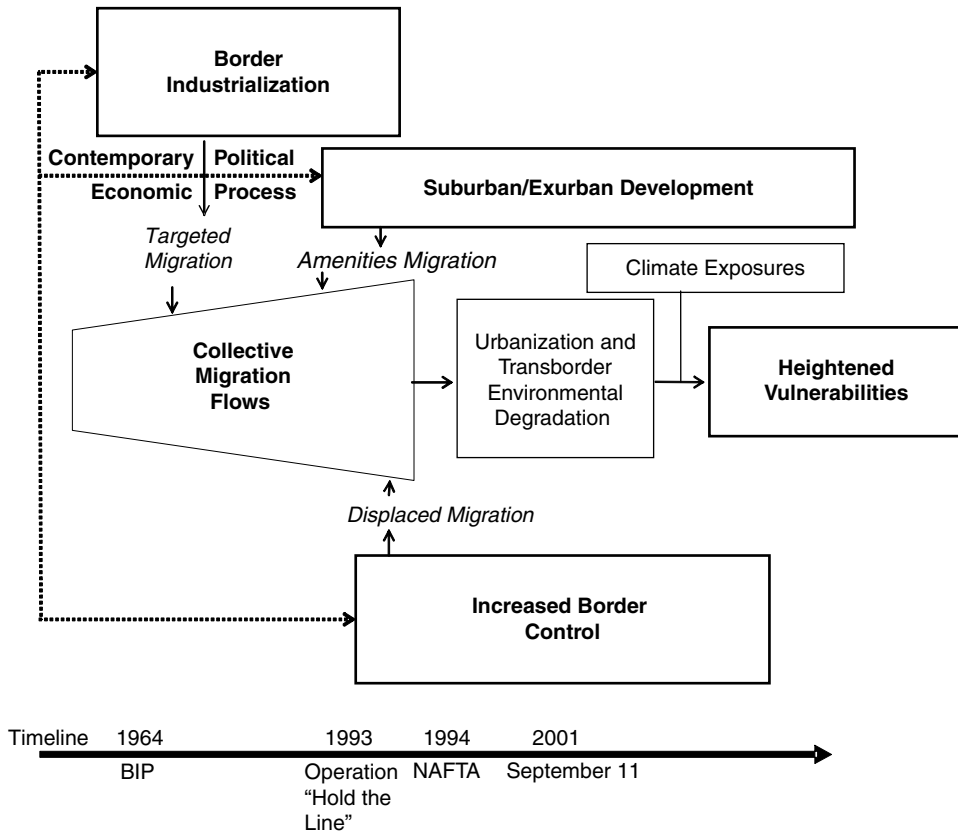 Border
Industrialization
Contemporary Political
Economic Process
Suburban/Exurban Development
Targeted
Migration
Amenities Migration
Climate Exposures
Collective
Migration
Flows
Urbanization and
Transborder
Environmental
Degradation
Heightened
Vulnerabilities
Displaced Migration
Increased Border
Control
Timeline 1964 1993 1994 2001
BIP Operation NAFTA September 11
“Hold the
Line”